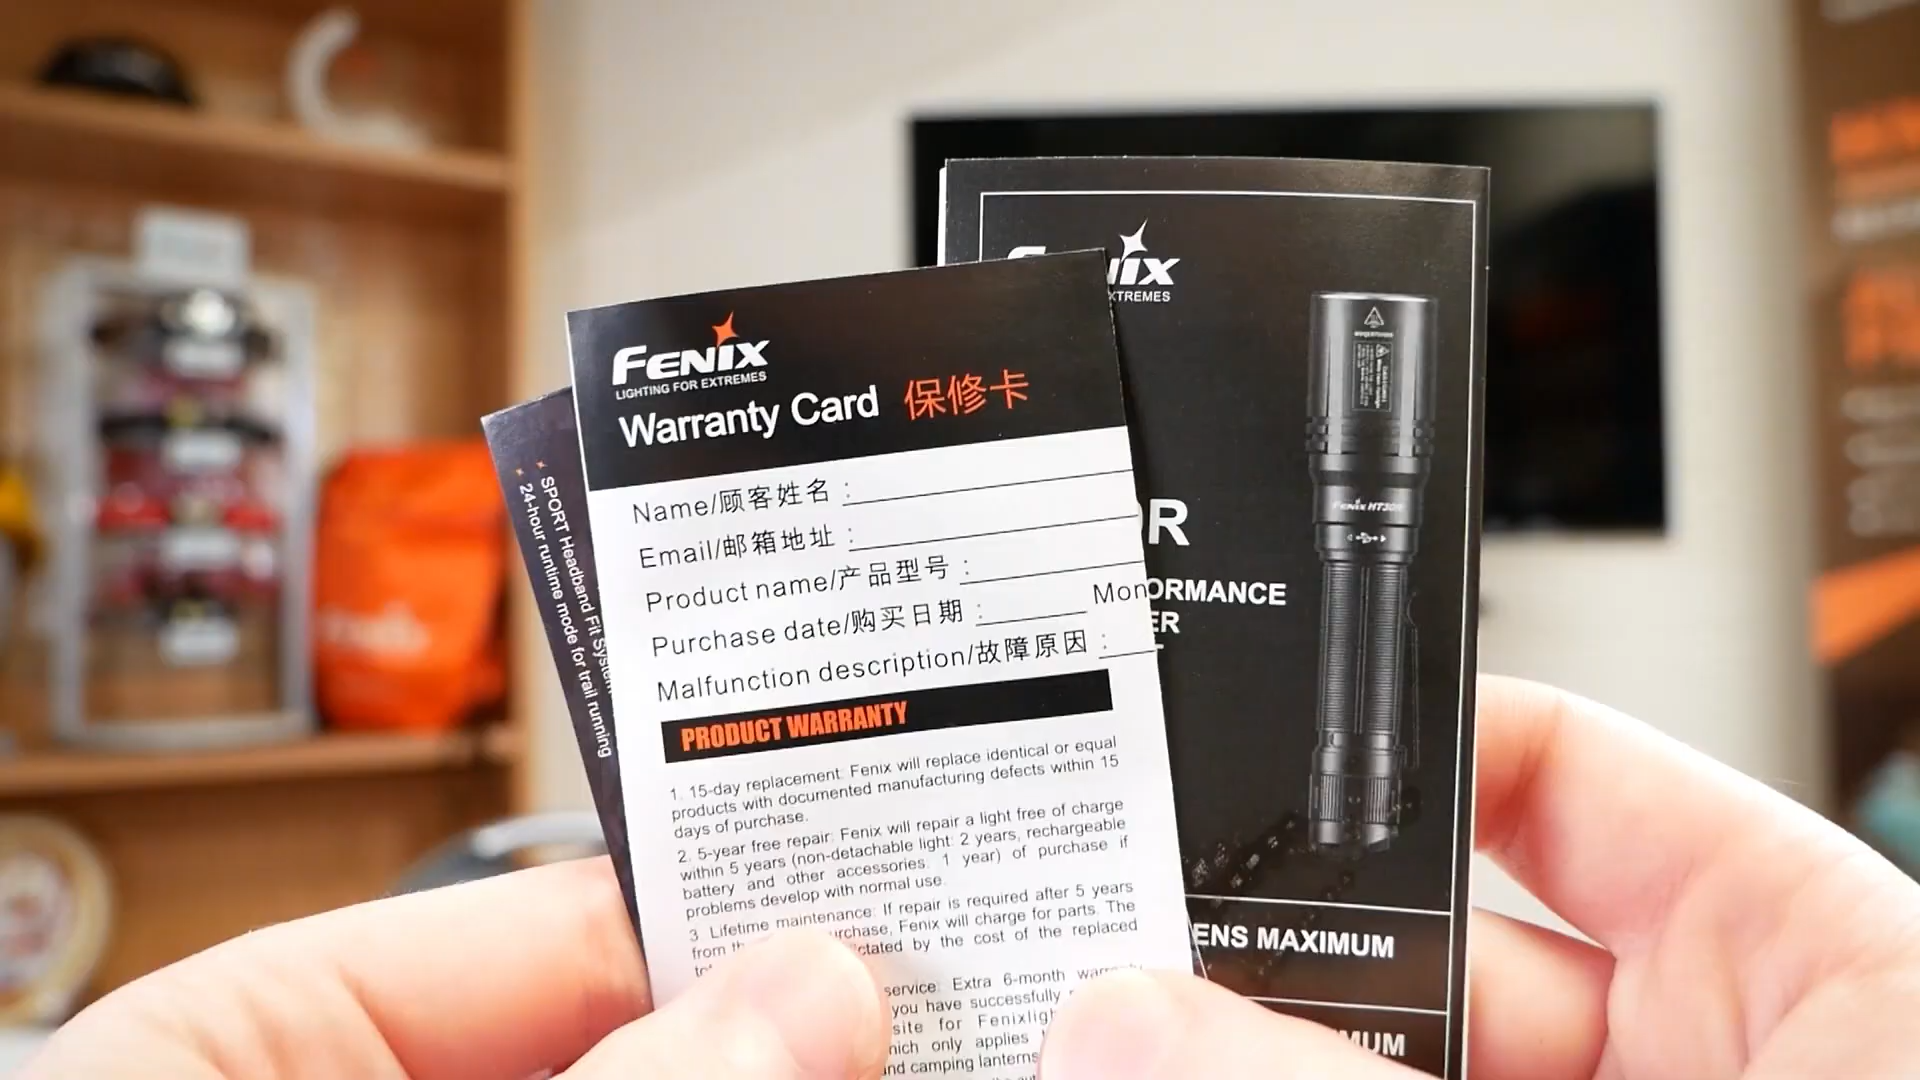 FENIX
LIGHTING FOR EXTREMES
Warranty Card 保修卡
Name/顾客姓名 :
Email/邮箱地址 :
Product name/产品型号 :
Purchase date/购买日期 : Mon
Malfunction description/故障原因 :
PRODUCT WARRANTY
1. 15-day replacement: Fenix will replace identical or equal
products with documented manufacturing defects within 15
days of purchase.
2. 5-year free repair: Fenix will repair a light free of charge
within 5 years (non-detachable light: 2 years, rechargeable
battery and other accessories: 1 year) of purchase if
problems develop with normal use.
3 Lifetime maintenance: If repair is required after 5 years
from urchase, Fenix will charge for parts. The
ctated by the cost of the replaced
service: Extra 6-month warranty
you have successfully
site for Fenixligh
hich only applies
nd camping lanterns
SPORT Headband Fit System
24-hour runtime mode for trail running
NIX
XTREMES
R
ORMANCE
ER
Fenix HT30R
ENS MAXIMUM
IMUM